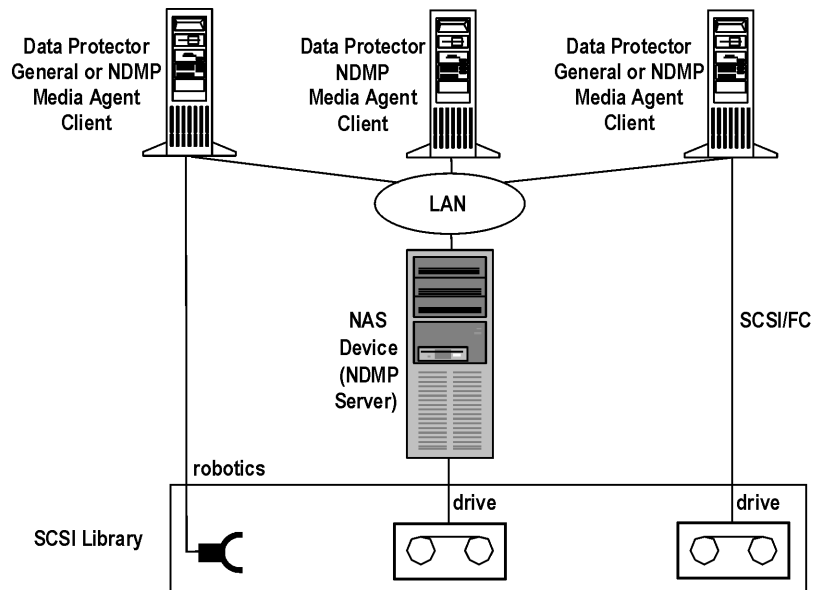 Data Protector
General or NDMP
Media Agent
Client
Data Protector
NDMP
Media Agent
Client
Data Protector
General or NDMP
Media Agent
Client
LAN
NAS
Device
(NDMP
Server)
SCSI/FC
robotics
drive
drive
SCSI Library